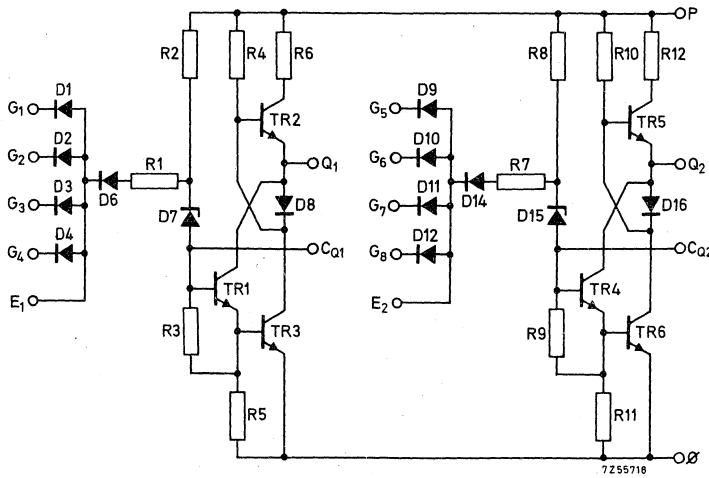 P
R2 R4 R6 R8 R10 R12
D1 D9
G1 G5
TR2 TR5
D2 D10
G2 Q1 G6 Q2
R1 R7
D3 D11
G3 D6 D8 G7 D14 D16
D7 D15
D4 D12
G4 CQ1 G8 CQ2
E1 TR1 E2 TR4
R3 TR3 R9 TR6
R5 R11
Ø
7Z55718